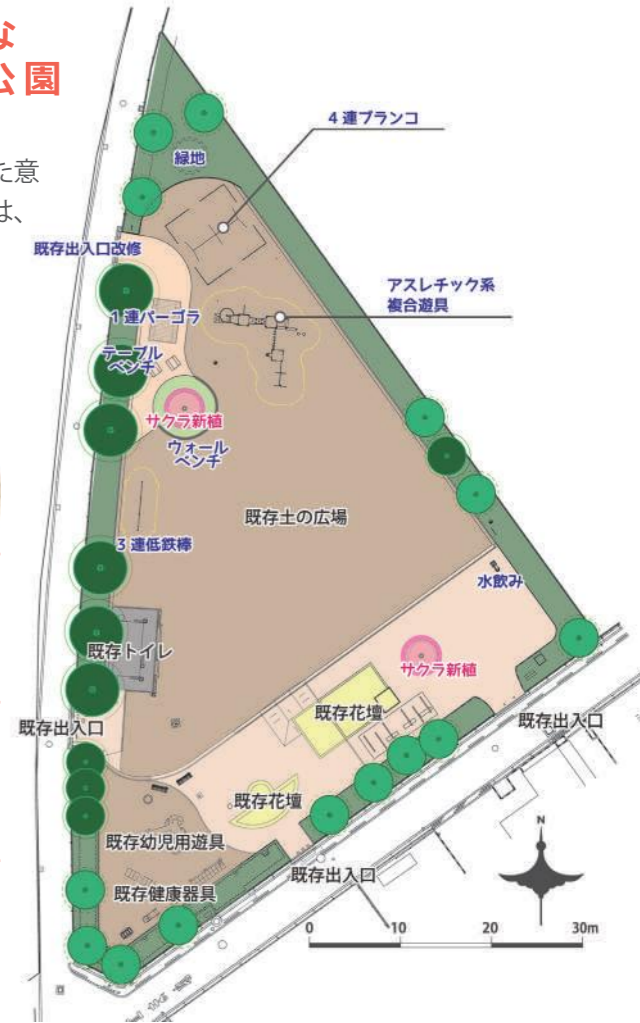 な
公園
た意
は、
4連ブランコ
緑地
既存出入口改修
アスレチック系
複合遊具
1連パーゴラ
テーブル
ベンチ
サクラ新植
ウォール
ベンチ
既存土の広場
3連低鉄棒
水飲み
既存トイレ
サクラ新植
既存花壇
既存出入口
既存出入口
既存花壇
既存幼児用遊具
既存出入口
既存健康器具
N
0 10 20 30m